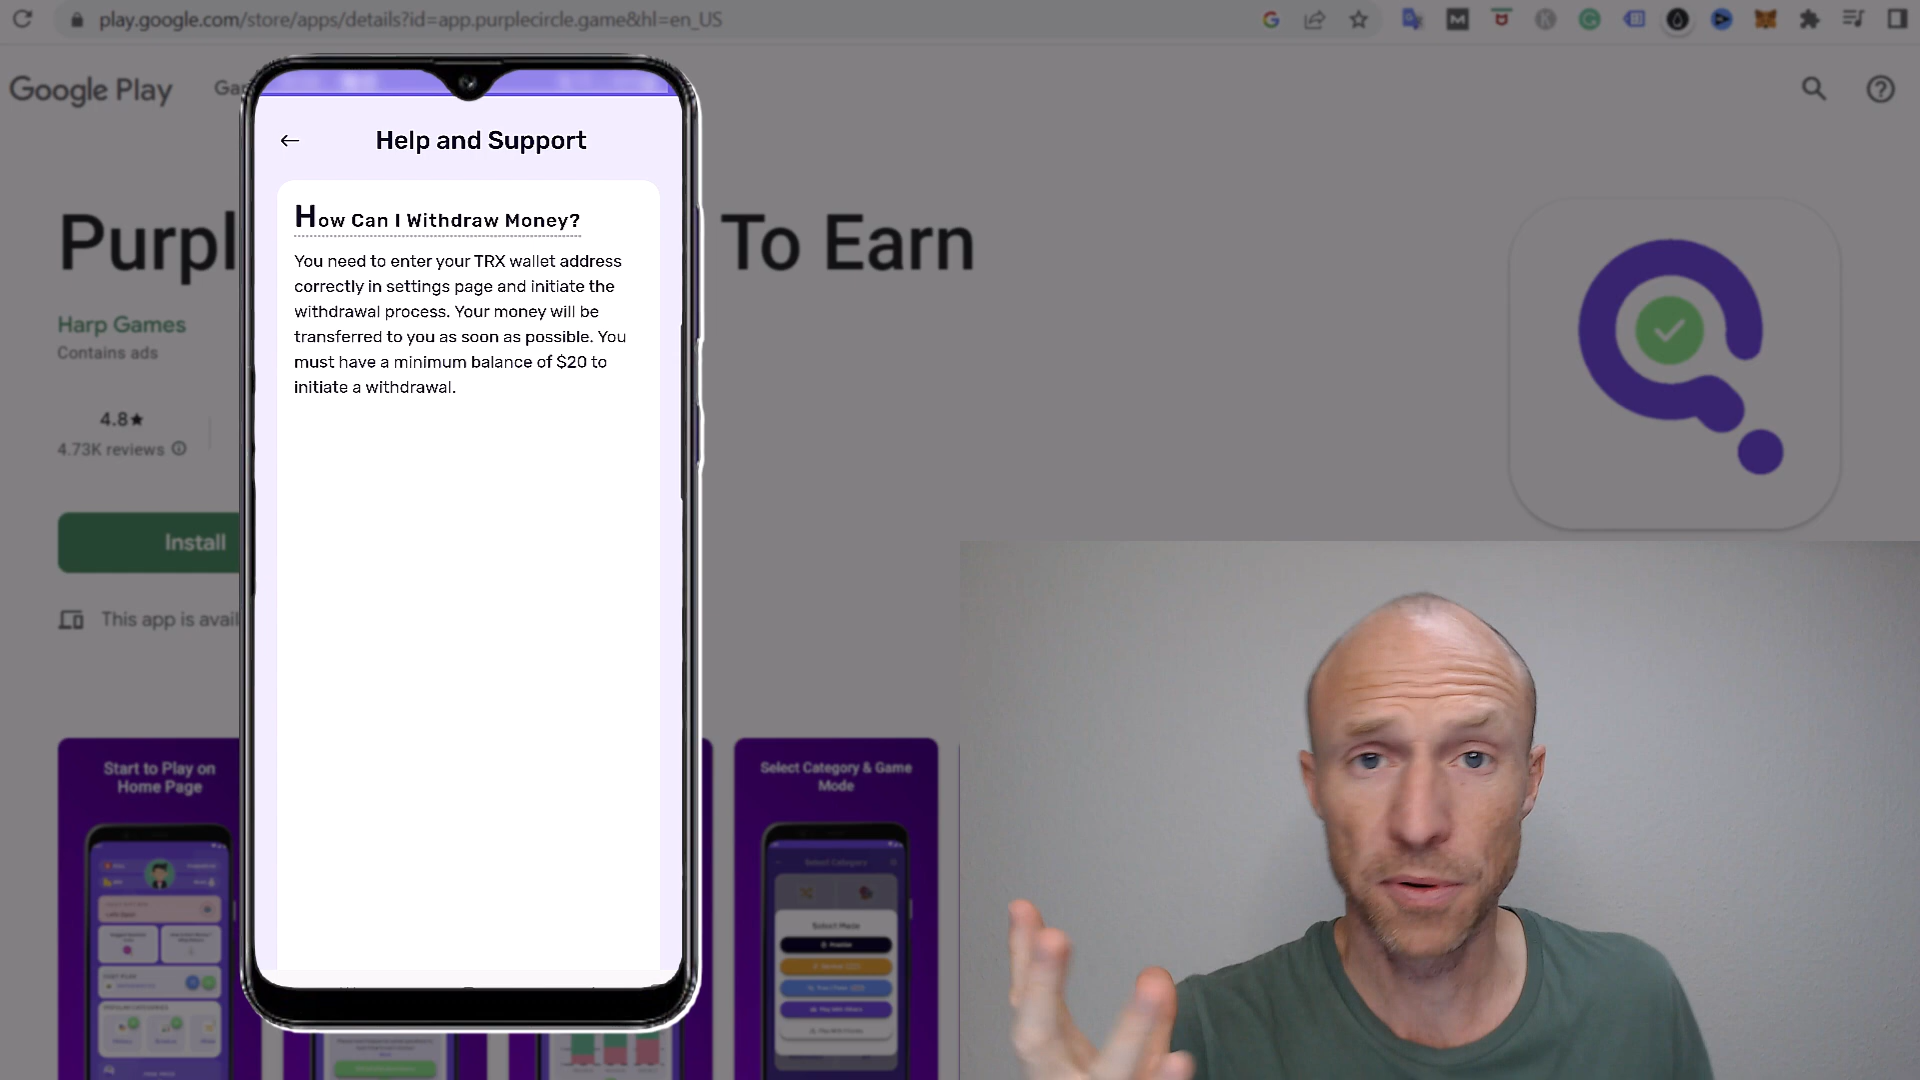 play.google.com/store/apps/details?id=app.purplecircle.game&hl=en_US
Google Play
Purpl
To Earn
Harp Games
Contains ads
4.8★
4.73K reviews
Install
This app is avail
Help and Support
How Can I Withdraw Money?
You need to enter your TRX wallet address
correctly in settings page and initiate the
withdrawal process. Your money will be
transferred to you as soon as possible. You
must have a minimum balance of $20 to
initiate a withdrawal.
Start to Play on
Home Page
Select Category & Game
Mode
Select Category